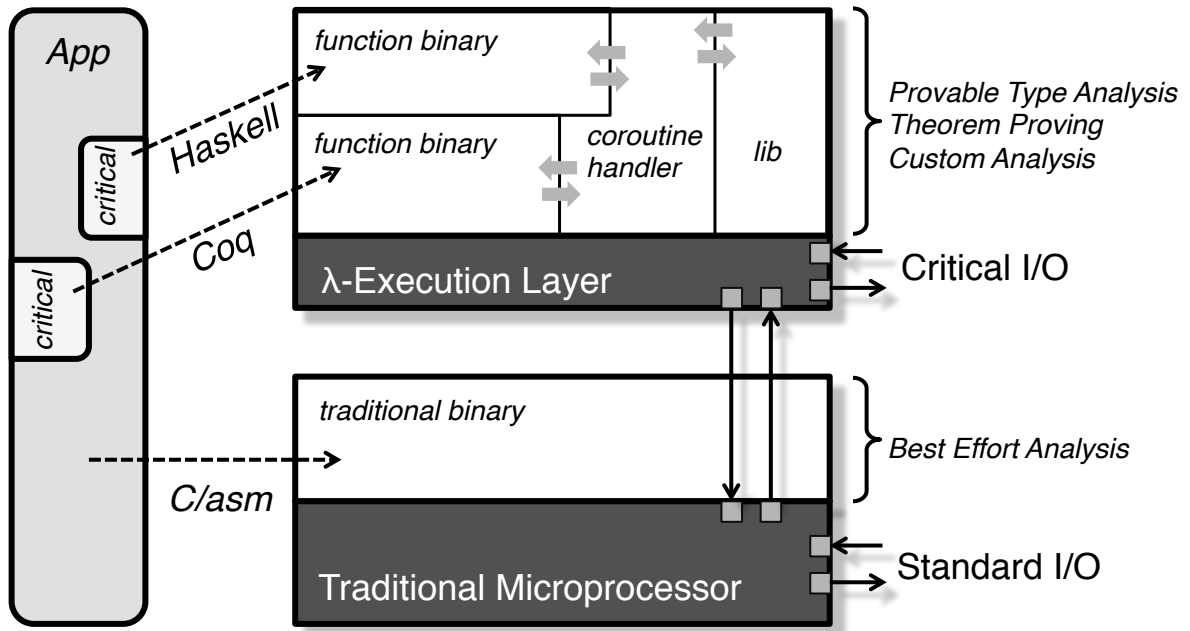 App
critical
critical
Haskell
Coq
C/asm
function binary
function binary
coroutine
handler
lib
λ-Execution Layer
Provable Type Analysis
Theorem Proving
Custom Analysis
Critical I/O
traditional binary
Best Effort Analysis
Traditional Microprocessor
Standard I/O